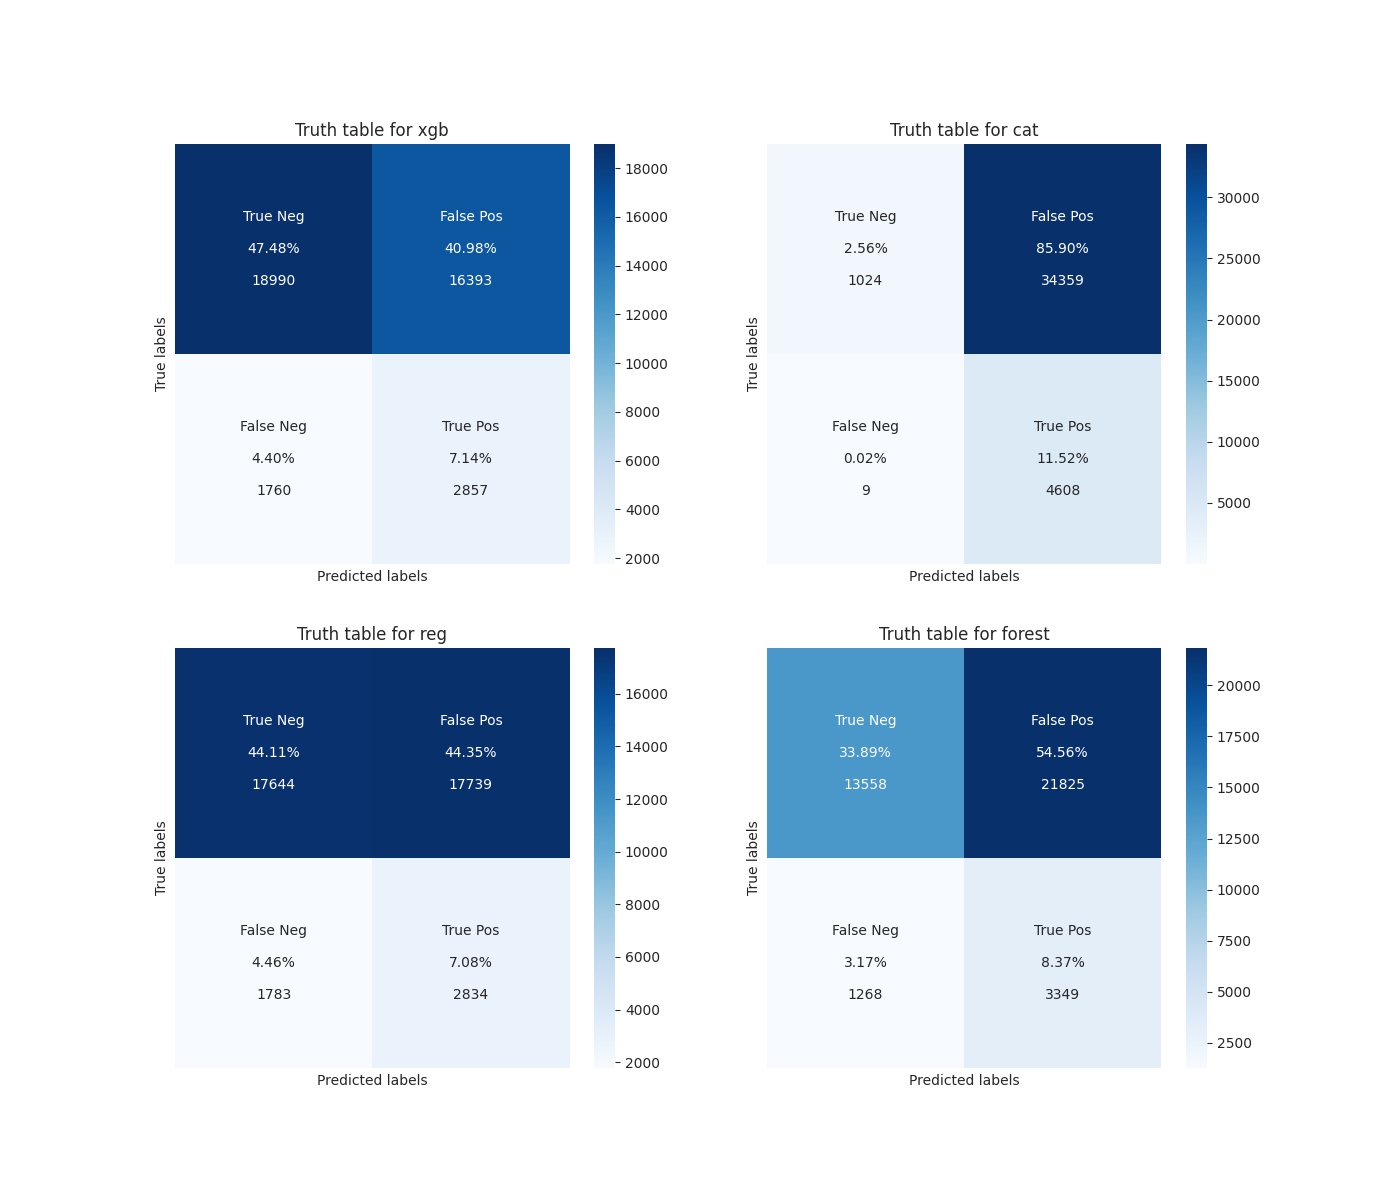 Truth table for xgb
True Neg
47.48%
18990
False Pos
40.98%
16393
False Neg
4.40%
1760
True Pos
7.14%
2857
True labels
Predicted labels
18000
16000
14000
12000
10000
8000
6000
4000
2000
Truth table for cat
True Neg
2.56%
1024
False Pos
85.90%
34359
False Neg
0.02%
9
True Pos
11.52%
4608
True labels
Predicted labels
30000
25000
20000
15000
10000
5000
Truth table for reg
True Neg
44.11%
17644
False Pos
44.35%
17739
False Neg
4.46%
1783
True Pos
7.08%
2834
True labels
Predicted labels
16000
14000
12000
10000
8000
6000
4000
2000
Truth table for forest
True Neg
33.89%
13558
False Pos
54.56%
21825
False Neg
3.17%
1268
True Pos
8.37%
3349
True labels
Predicted labels
20000
17500
15000
12500
10000
7500
5000
2500